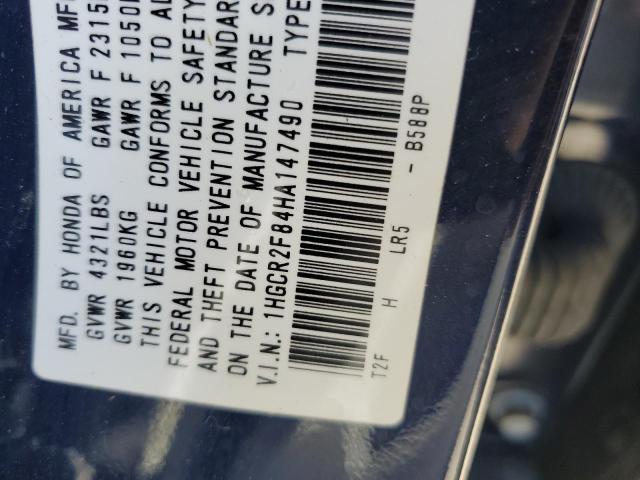 MFD. BY HONDA OF AMERICA MFG
GVWR 4321LBS GAWR F 2315
GVWR 1960KG GAWR F 1050
THIS VEHICLE CONFORMS TO
FEDERAL MOTOR VEHICLE SAFETY
AND THEFT PREVENTION STANDAR
ON THE DATE OF MANUFACTURE S
V.I.N.: 1HGCR2F84HA147490 TYPE
T2F H LR5 - B588P